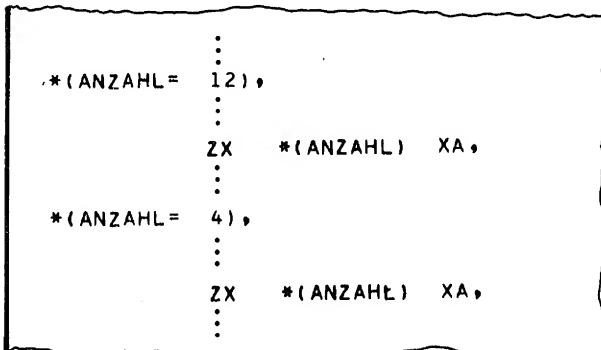 *(ANZAHL= 12),
ZX *(ANZAHL) XA,
*(ANZAHL= 4),
ZX *(ANZAHL) XA,